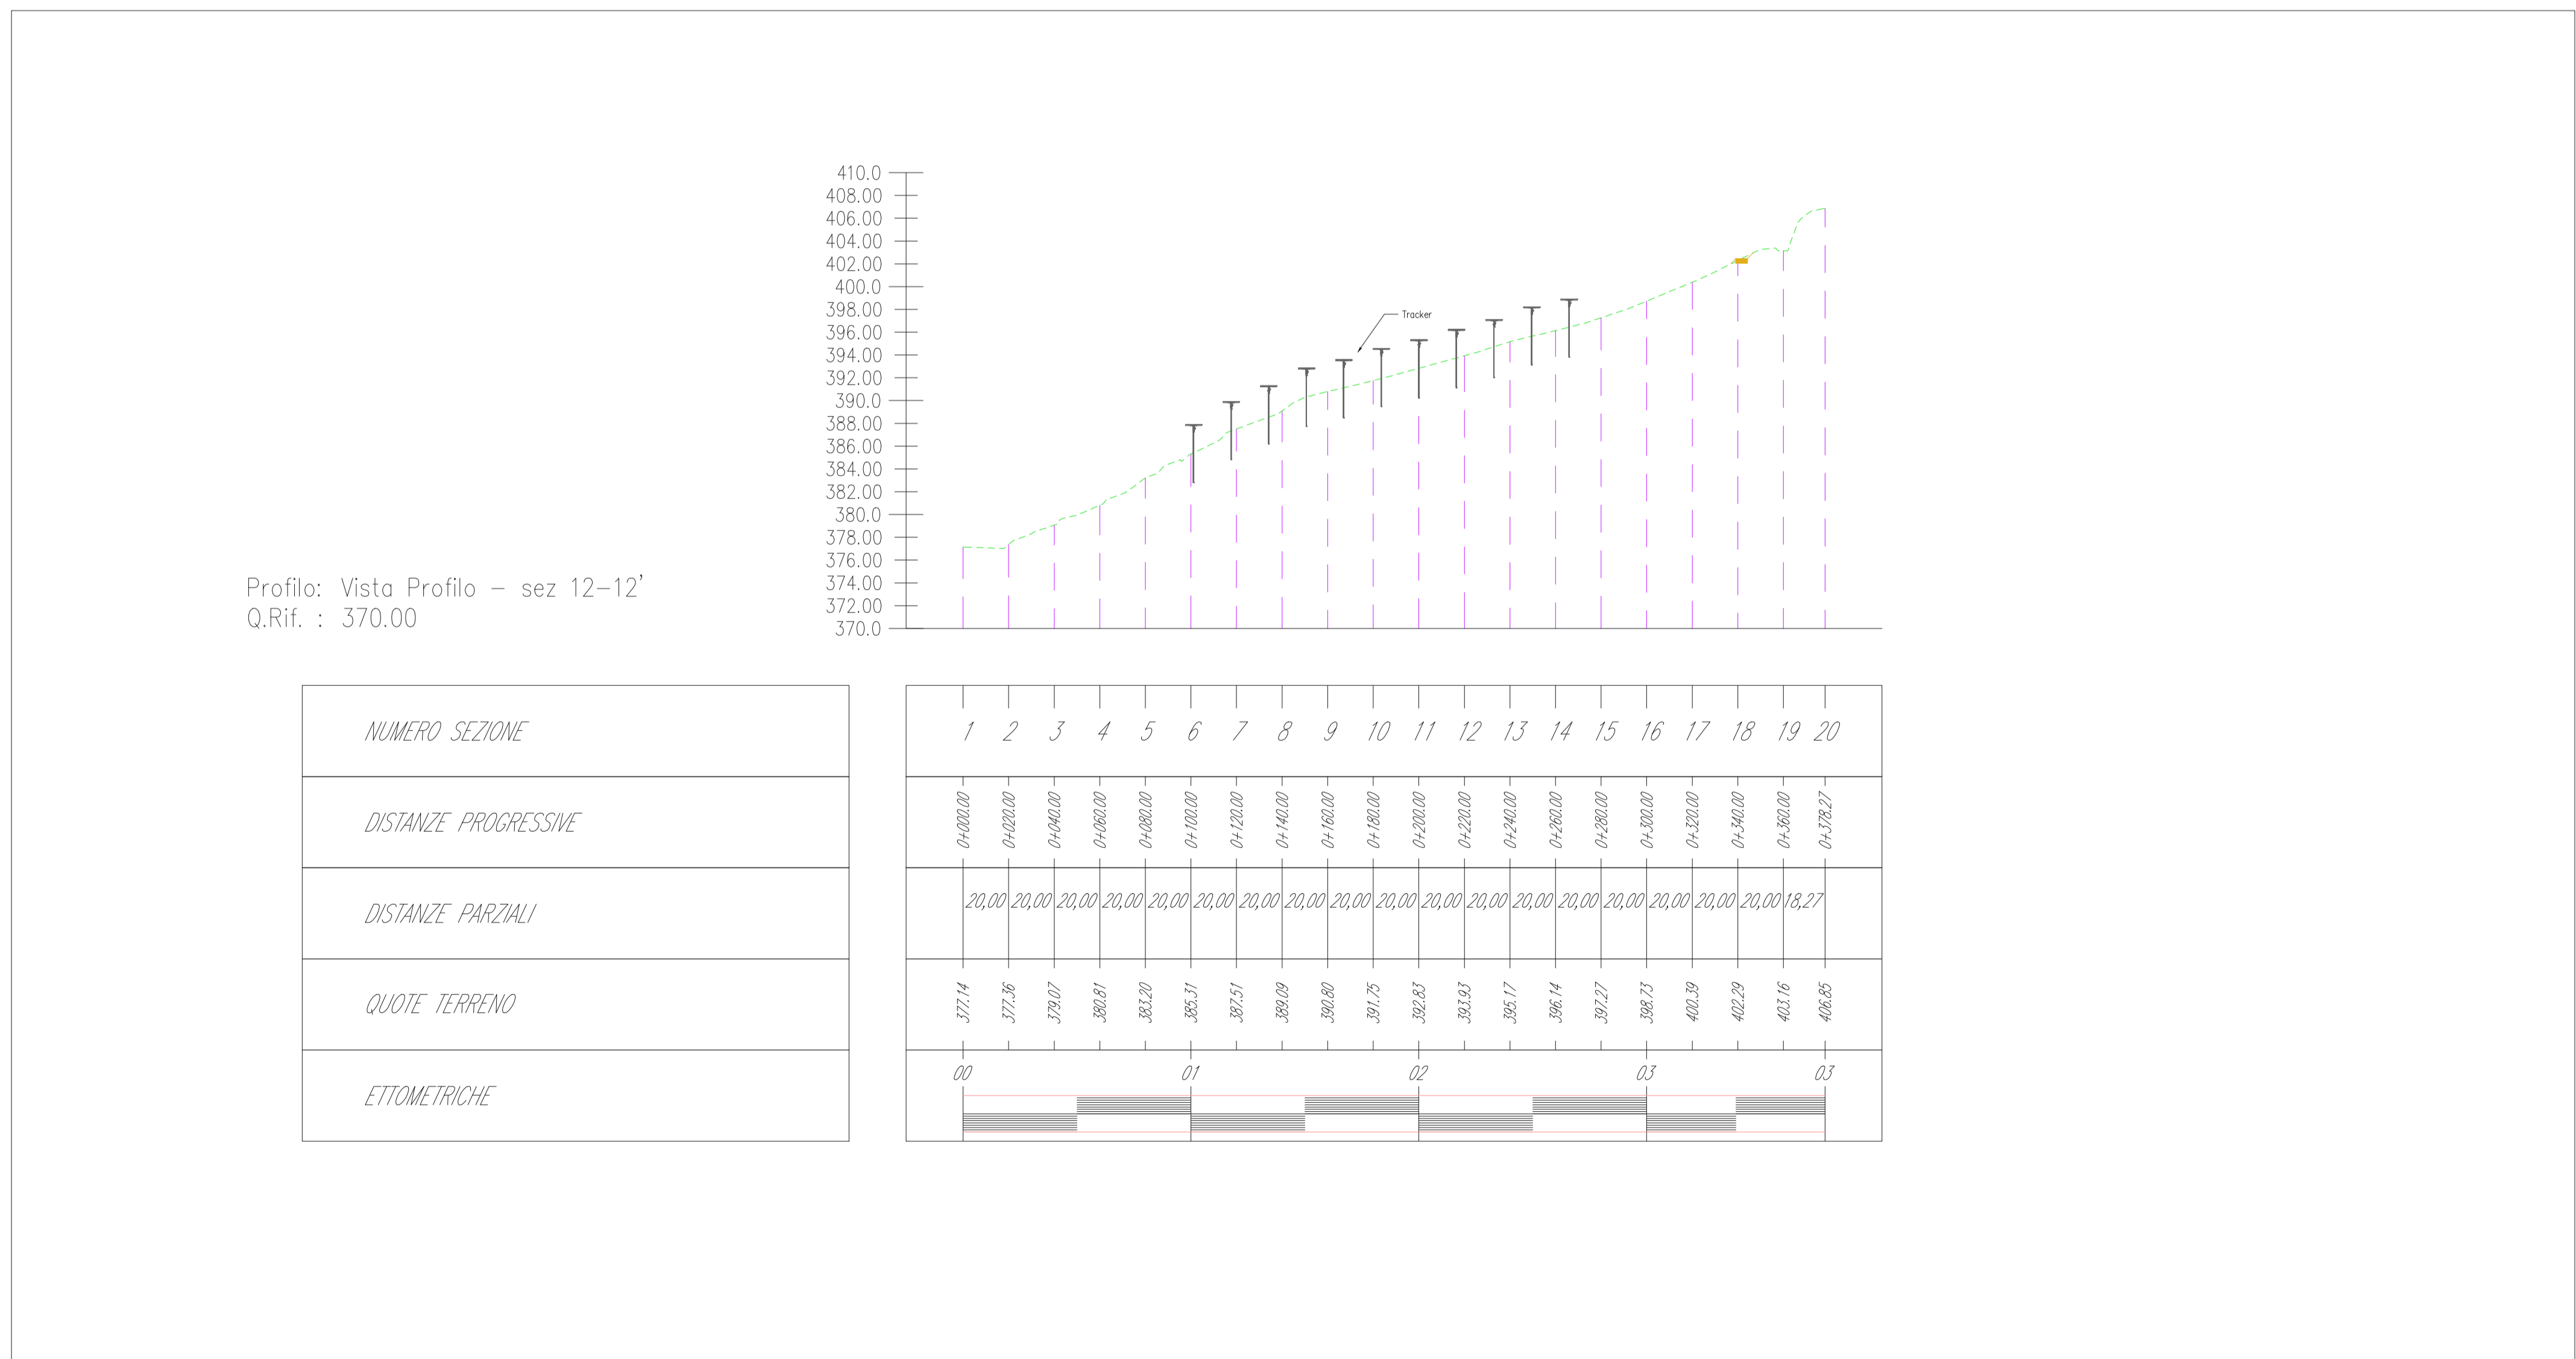 410.0
408.00
406.00
404.00
402.00
400.0
398.00
396.00
394.00
392.00
390.0
388.00
386.00
384.00
382.00
380.0
378.00
376.00
374.00
372.00
370.0
Tracker
Profilo: Vista Profilo - sez 12-12'
Q.Rif. : 370.00
NUMERO SEZIONE 1 2 3 4 5 6 7 8 9 10 11 12 13 14 15 16 17 18 19 20
DISTANZE PROGRESSIVE 0+000.00 0+020.00 0+040.00 0+060.00 0+080.00 0+100.00 0+120.00 0+140.00 0+160.00 0+180.00 0+200.00 0+220.00 0+240.00 0+260.00 0+280.00 0+300.00 0+320.00 0+340.00 0+360.00 0+378.27
DISTANZE PARZIALI 20,00 20,00 20,00 20,00 20,00 20,00 20,00 20,00 20,00 20,00 20,00 20,00 20,00 20,00 20,00 20,00 20,00 20,00 18,27
QUOTE TERRENO 377.14 377.36 379.07 380.81 383.20 385.31 387.51 389.09 390.80 391.75 392.83 393.93 395.17 396.14 397.27 398.73 400.39 402.29 403.16 406.85
ETTOMETRICHE 00 01 02 03 03